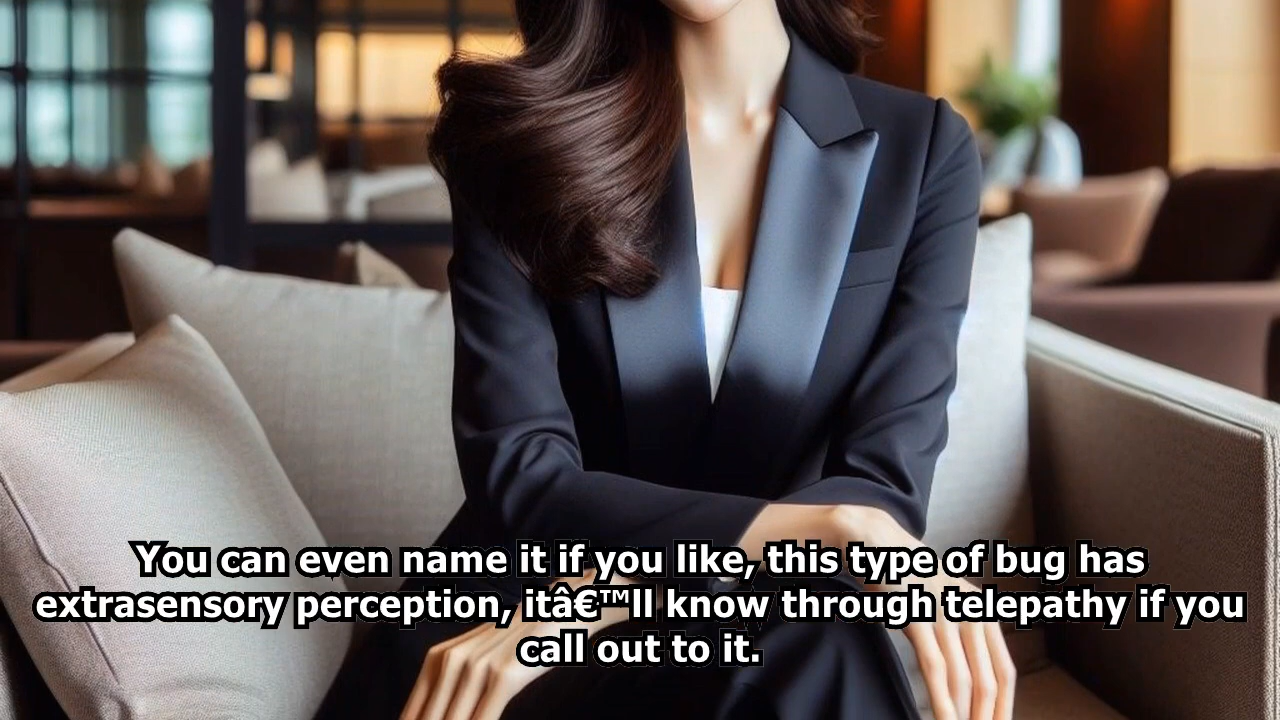 You can even name it if you like, this type of bug has
extrasensory perception, itâ€™ll know through telepathy if you
call out to it.